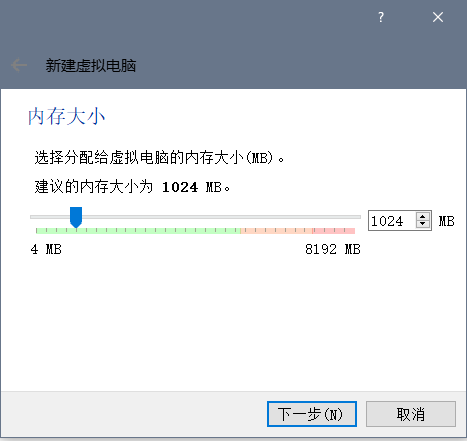 ?
新建虚拟电脑
内存大小
选择分配给虚拟电脑的内存大小(MB)。
建议的内存大小为 1024 MB。
1024 MB
4 MB 8192 MB
下一步(N) 取消